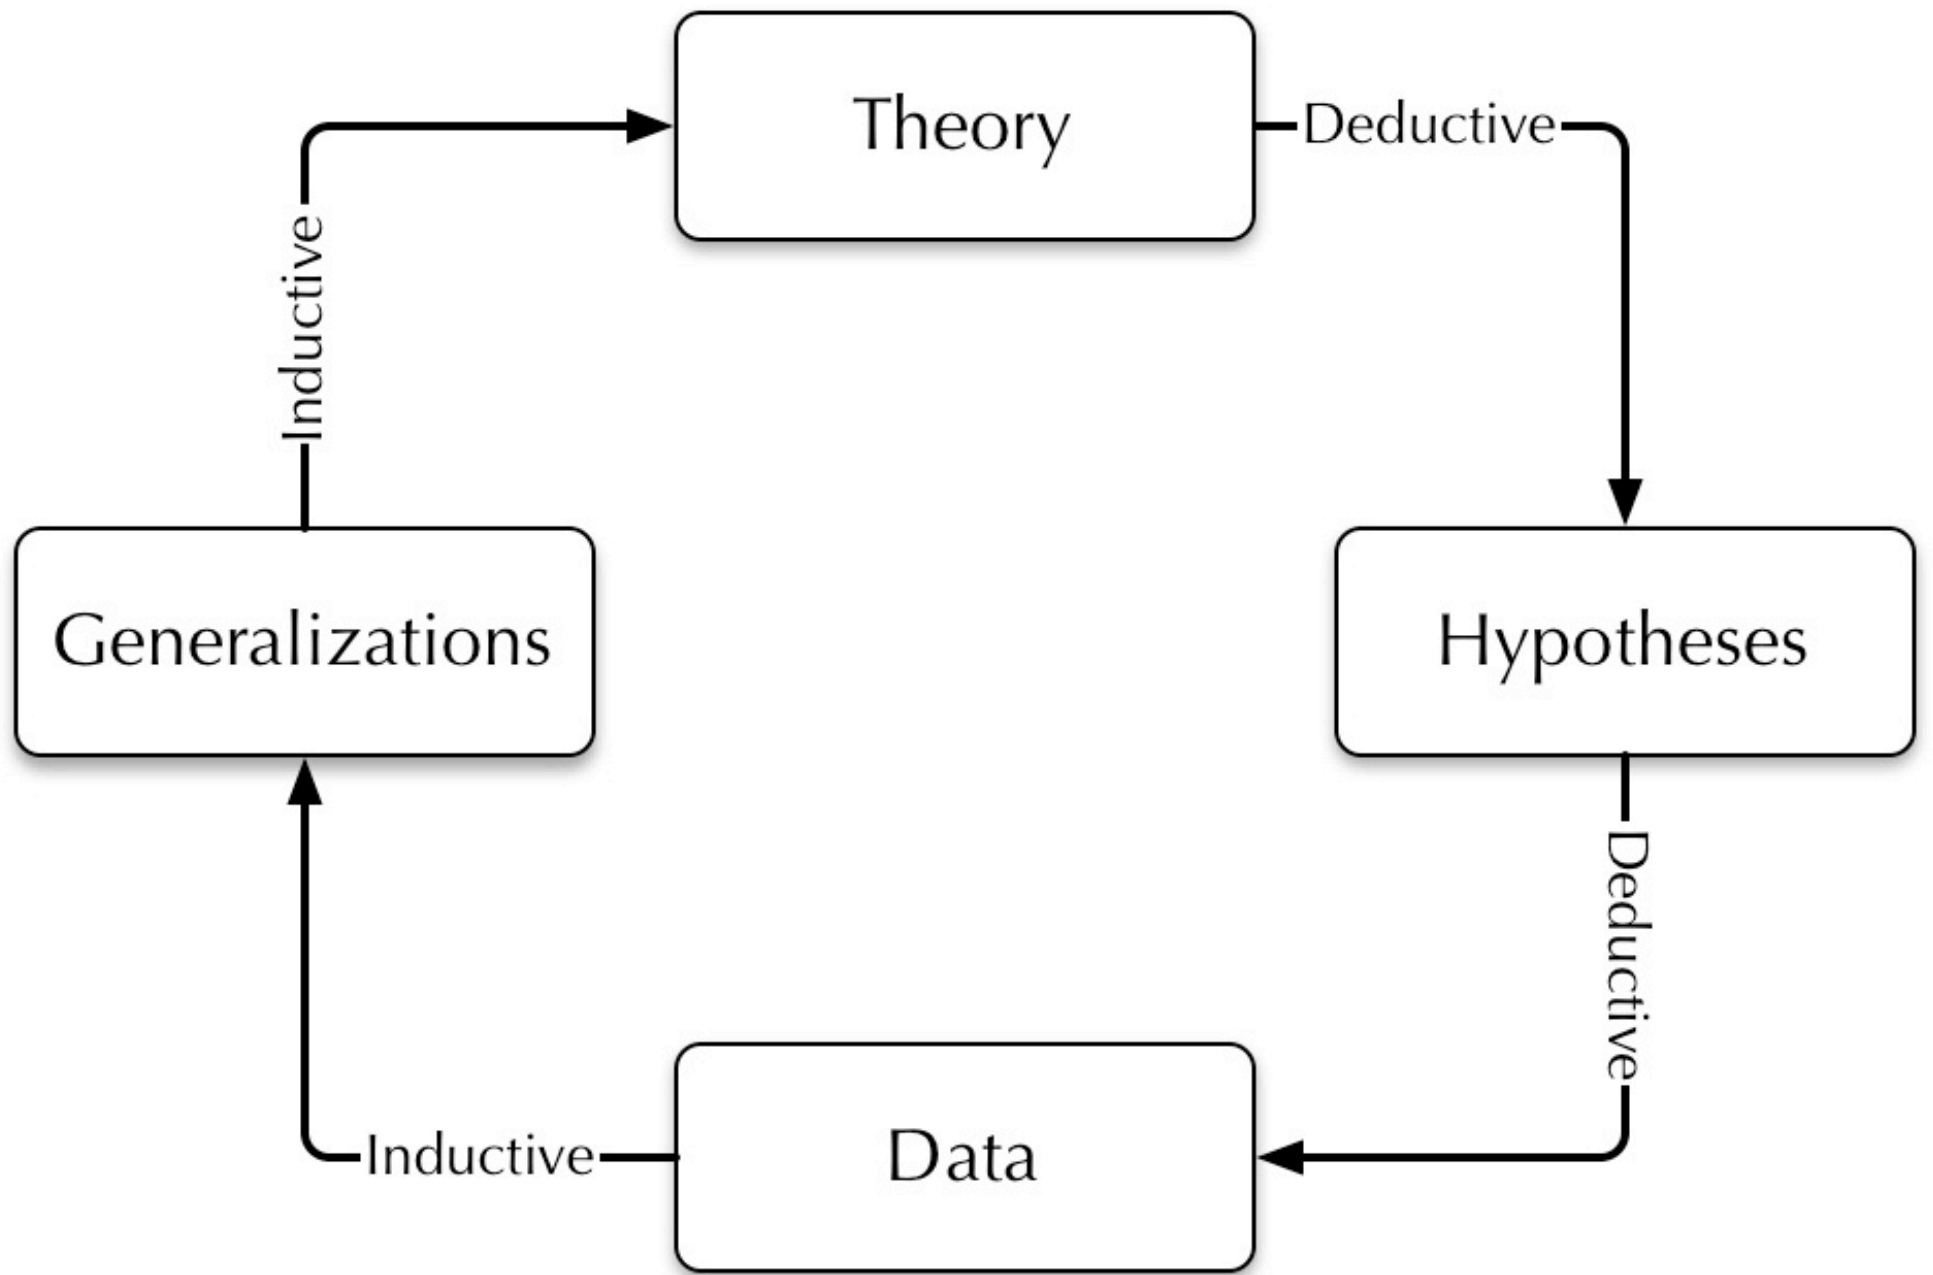 Theory
Deductive
Inductive
Generalizations
Hypotheses
Deductive
Inductive
Data